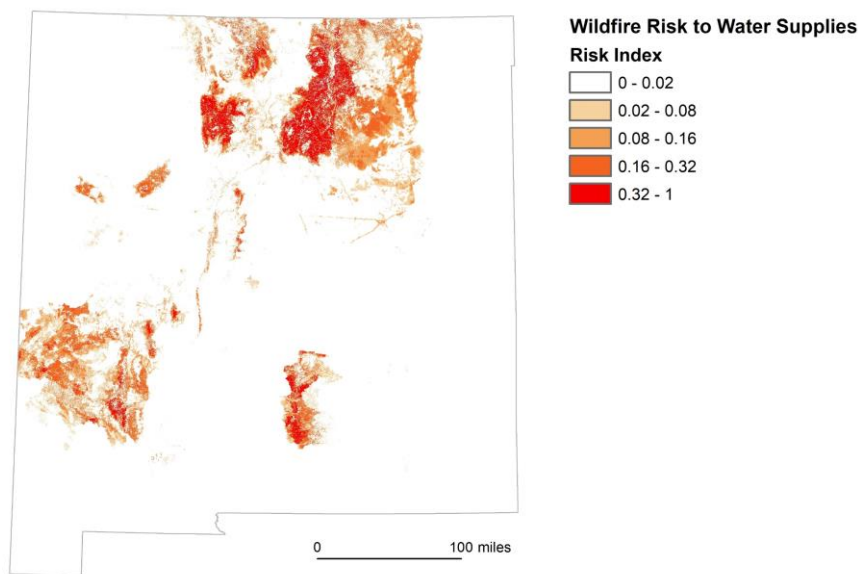 Wildfire Risk to Water Supplies
Risk Index
0 - 0.02
0.02 - 0.08
0.08 - 0.16
0.16 - 0.32
0.32 - 1
0 100 miles